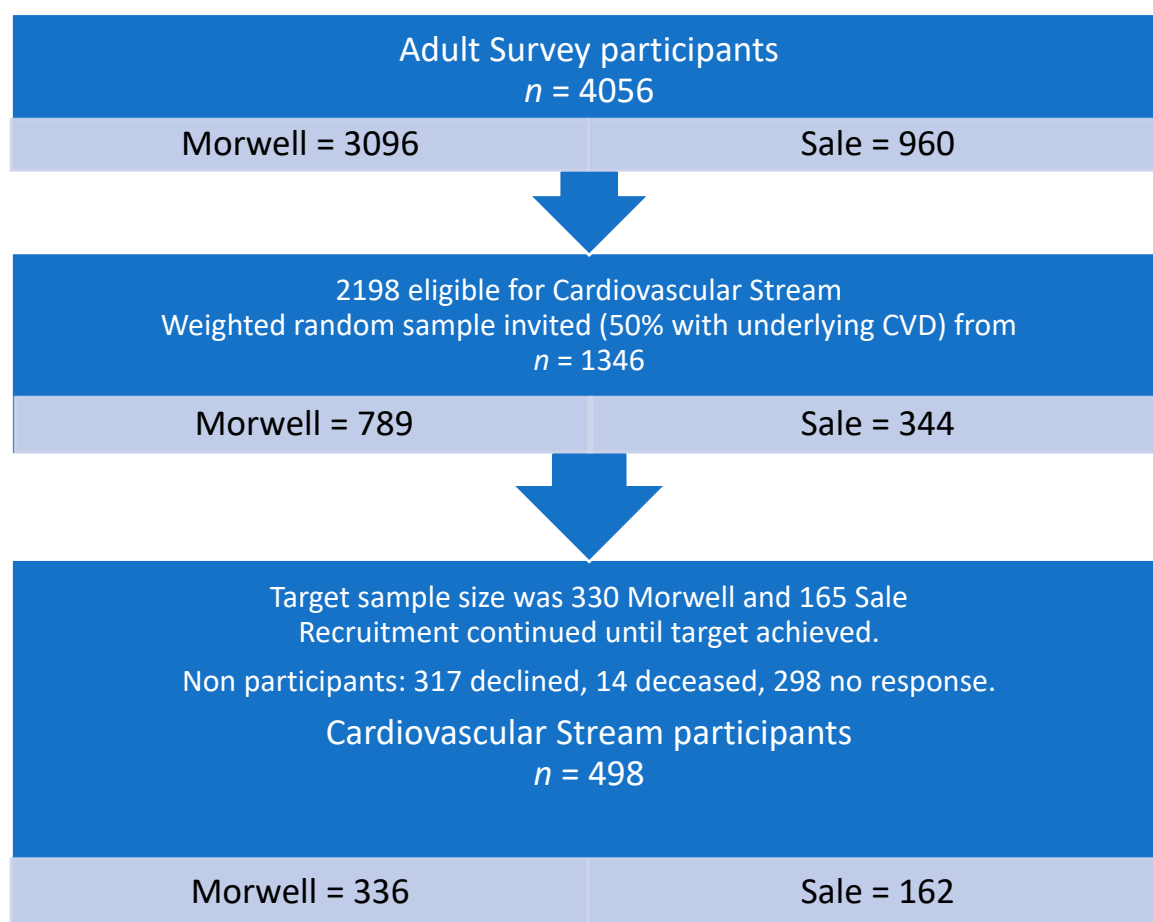 Adult Survey participants
n = 4056
Morwell = 3096
Sale = 960
2198 eligible for Cardiovascular Stream
Weighted random sample invited (50% with underlying CVD) from
n = 1346
Morwell = 789
Sale = 344
Target sample size was 330 Morwell and 165 Sale
Recruitment continued until target achieved.
Non participants: 317 declined, 14 deceased, 298 no response.
Cardiovascular Stream participants
n = 498
Morwell = 336
Sale = 162